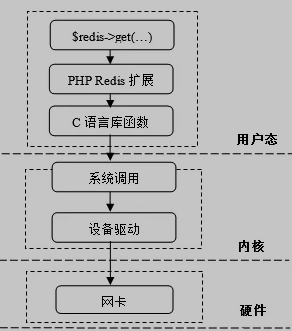 $redis->get(…)
PHP Redis 扩展
C 语言库函数
用户态
系统调用
设备驱动
内核
网卡
硬件